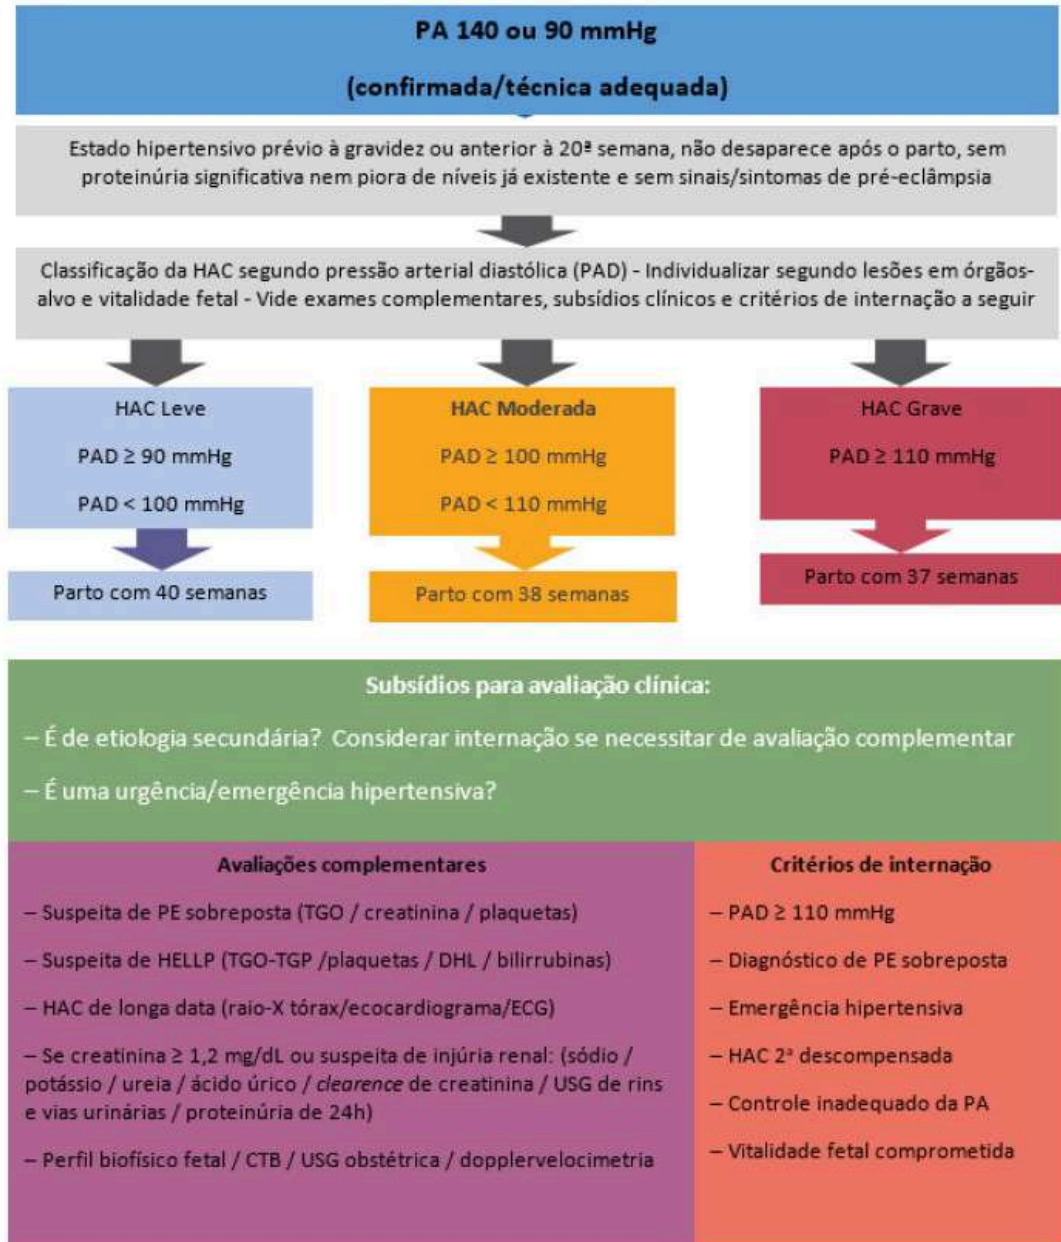 PA 140 ou 90 mmHg
(confirmada/técnica adequada)
Estado hipertensivo prévio à gravidez ou anterior à 20ª semana, não desaparece após o parto, sem
proteinúria significativa nem piora de níveis já existente e sem sinais/sintomas de pré-eclâmpsia
Classificação da HAC segundo pressão arterial diastólica (PAD) - Individualizar segundo lesões em órgãos-
alvo e vitalidade fetal - Vide exames complementares, subsídios clínicos e critérios de internação a seguir
HAC Leve
PAD ≥ 90 mmHg
PAD < 100 mmHg
Parto com 40 semanas
HAC Moderada
PAD ≥ 100 mmHg
PAD < 110 mmHg
Parto com 38 semanas
HAC Grave
PAD ≥ 110 mmHg
Parto com 37 semanas
Subsídios para avaliação clínica:
– É de etiologia secundária? Considerar internação se necessitar de avaliação complementar
– É uma urgência/emergência hipertensiva?
Avaliações complementares
– Suspeita de PE sobreposta (TGO / creatinina / plaquetas)
– Suspeita de HELLP (TGO-TGP /plaquetas / DHL / bilirrubinas)
– HAC de longa data (raio-X tórax/ecocardiograma/ECG)
– Se creatinina ≥ 1,2 mg/dL ou suspeita de injúria renal: (sódio /
potássio / ureia / ácido úrico / clearence de creatinina / USG de rins
e vias urinárias / proteinúria de 24h)
– Perfil biofísico fetal / CTB / USG obstétrica / dopplervelocimetria
Critérios de internação
– PAD ≥ 110 mmHg
– Diagnóstico de PE sobreposta
– Emergência hipertensiva
– HAC 2ª descompensada
– Controle inadequado da PA
– Vitalidade fetal comprometida